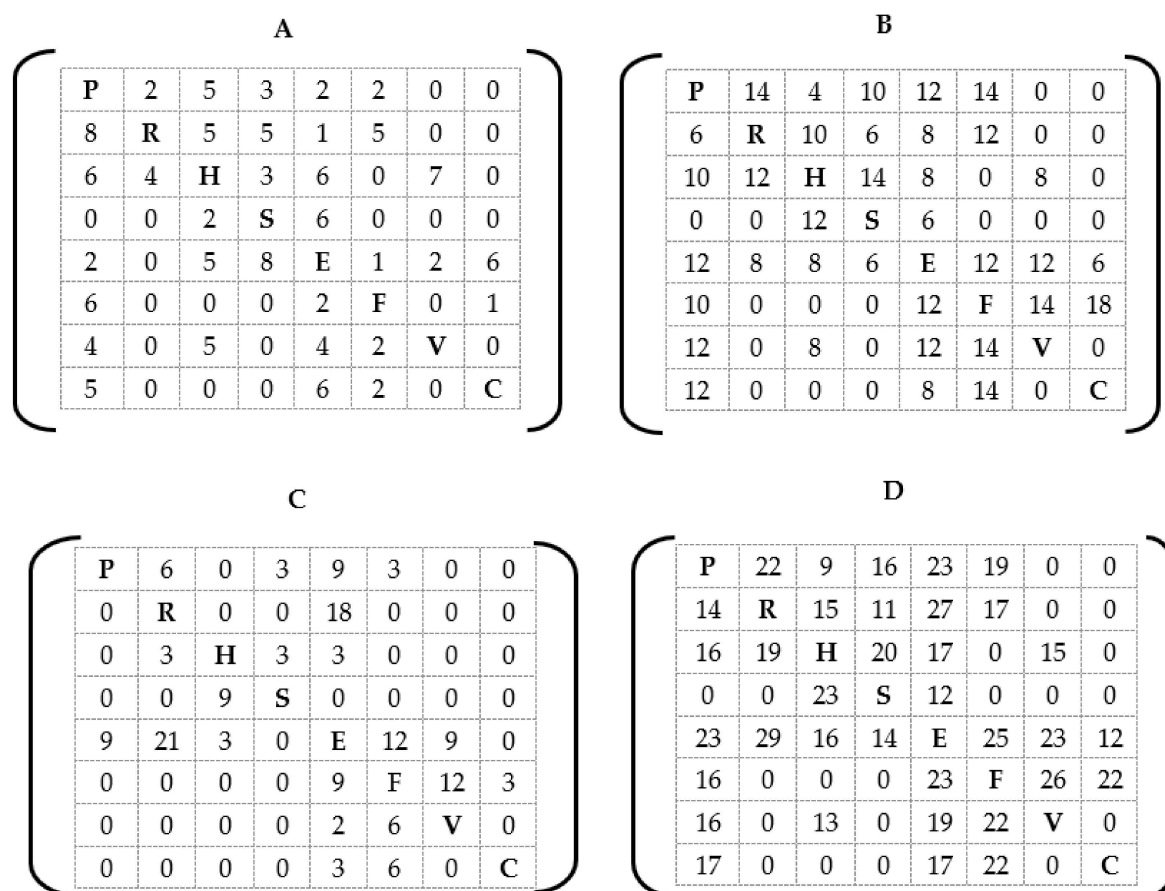 A
P 2 5 3 2 2 0 0
8 R 5 5 1 5 0 0
6 4 H 3 6 0 7 0
0 0 2 S 6 0 0 0
2 0 5 8 E 1 2 6
6 0 0 0 2 F 0 1
4 0 5 0 4 2 V 0
5 0 0 0 6 2 0 C
B
P 14 4 10 12 14 0 0
6 R 10 6 8 12 0 0
10 12 H 14 8 0 8 0
0 0 12 S 6 0 0 0
12 8 8 6 E 12 12 6
10 0 0 0 12 F 14 18
12 0 8 0 12 14 V 0
12 0 0 0 8 14 0 C
C
P 6 0 3 9 3 0 0
0 R 0 0 18 0 0 0
0 3 H 3 3 0 0 0
0 0 9 S 0 0 0 0
9 21 3 0 E 12 9 0
0 0 0 0 9 F 12 3
0 0 0 0 2 6 V 0
0 0 0 0 3 6 0 C
D
P 22 9 16 23 19 0 0
14 R 15 11 27 17 0 0
16 19 H 20 17 0 15 0
0 0 23 S 12 0 0 0
23 29 16 14 E 25 23 12
16 0 0 0 23 F 26 22
16 0 13 0 19 22 V 0
17 0 0 0 17 22 0 C